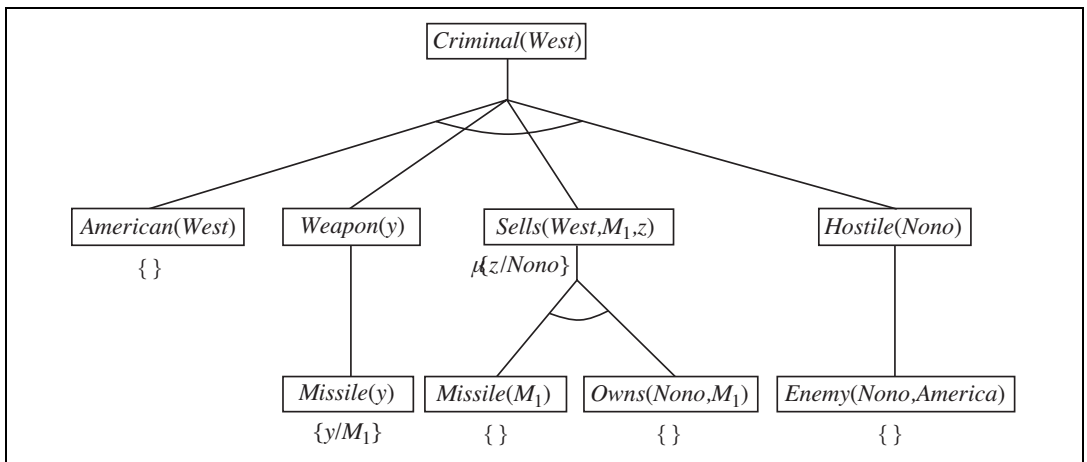 Criminal(West)
American(West) Weapon(y) Sells(West,M₁,z) Hostile(Nono)
{ } {z/Nono}
Missile(y) Missile(M₁) Owns(Nono,M₁) Enemy(Nono,America)
{y/M₁} { } { } { }